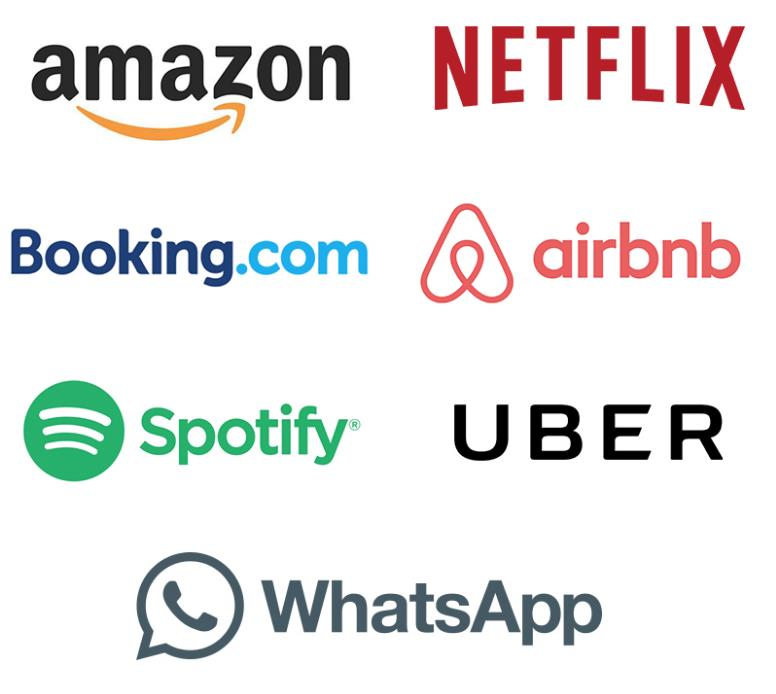 amazon
NETFLIX
Booking.com
airbnb
Spotify®
UBER
WhatsApp